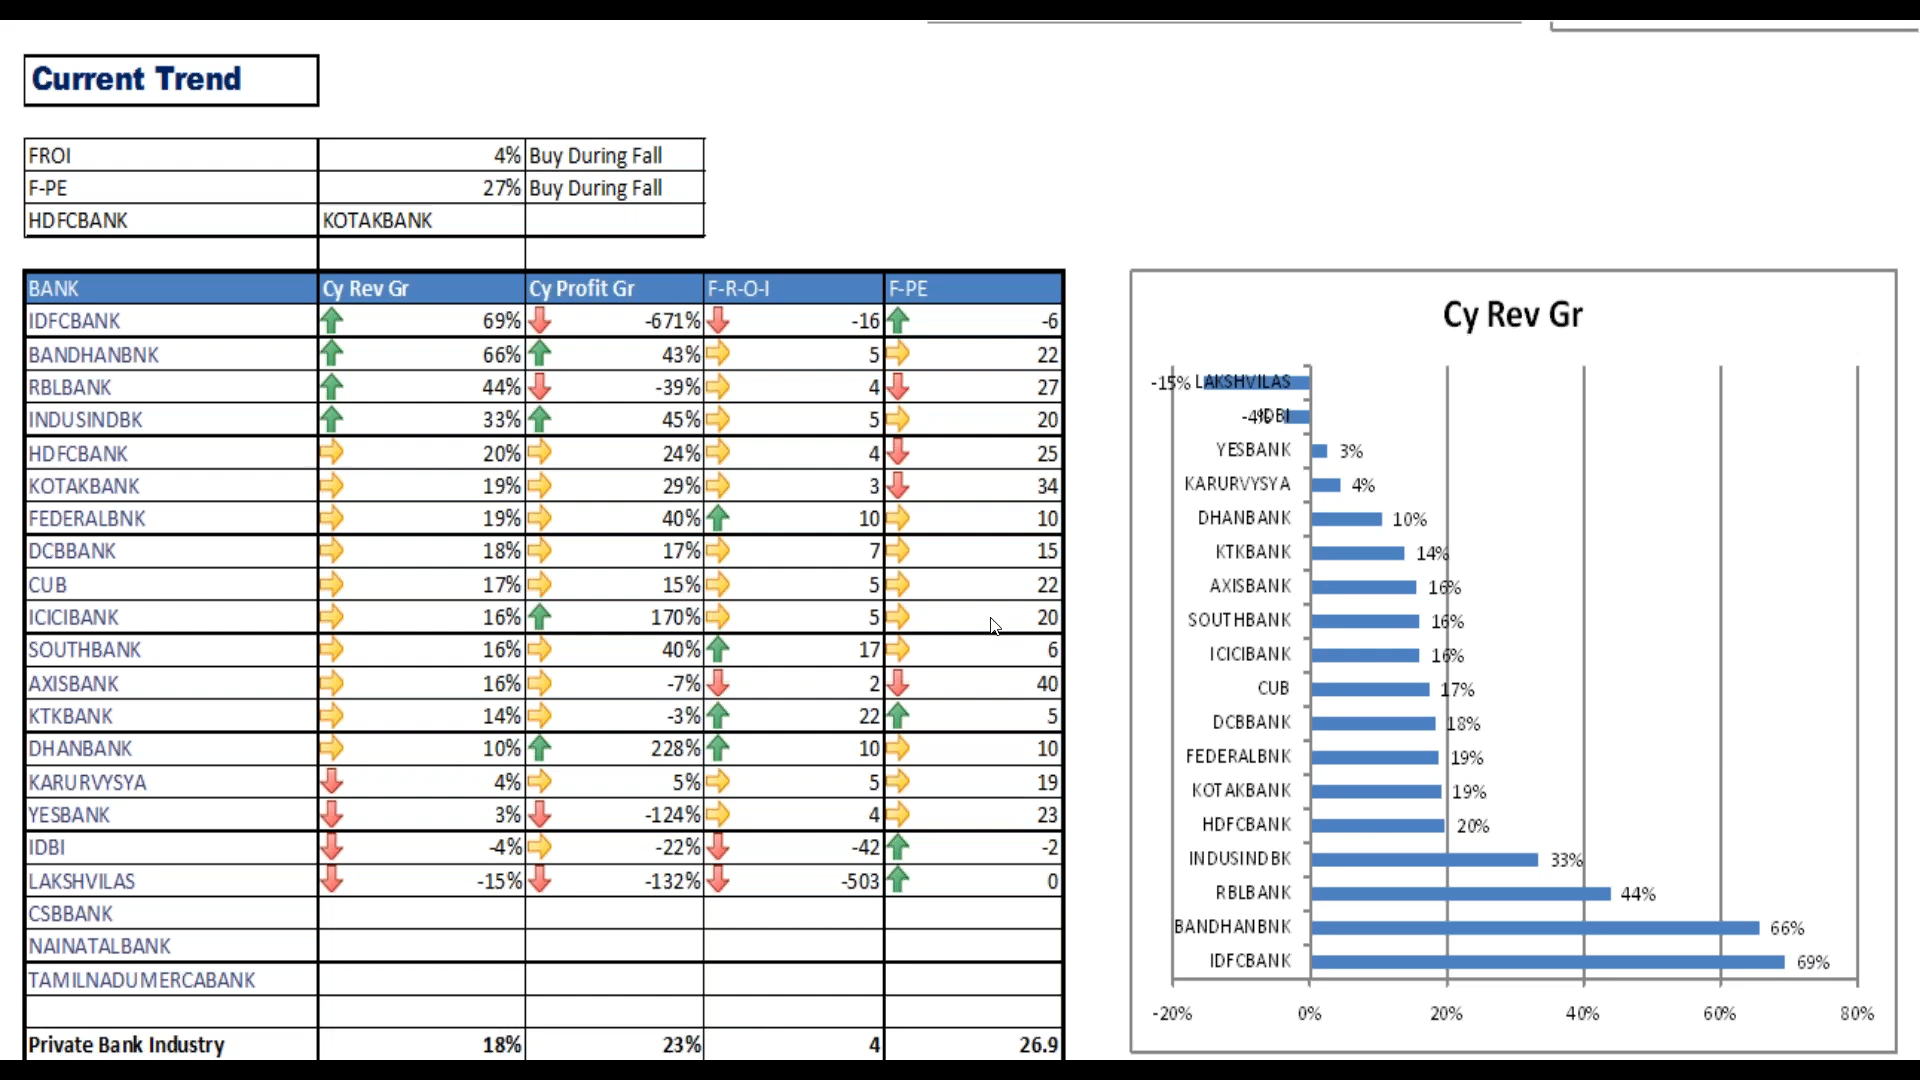 Current Trend
FROI 4% Buy During Fall
F-PE 27% Buy During Fall
HDFCBANK KOTAKBANK
BANK Cy Rev Gr Cy Profit Gr F-R-O-I F-PE
IDFCBANK 69% -671% -16 -6
BANDHANBNK 66% 43% 5 22
RBLBANK 44% -39% 4 27
INDUSINDBK 33% 45% 5 20
HDFCBANK 20% 24% 4 25
KOTAKBANK 19% 29% 3 34
FEDERALBNK 19% 40% 10 10
DCBBANK 18% 17% 7 15
CUB 17% 15% 5 22
ICICIBANK 16% 170% 5 20
SOUTHBANK 16% 40% 17 6
AXISBANK 16% -7% 2 40
KTKBANK 14% -3% 22 5
DHANBANK 10% 228% 10 10
KARURVYSYA 4% 5% 5 19
YESBANK 3% -124% 4 23
IDBI -4% -22% -42 -2
LAKSHVILAS -15% -132% -503 0
CSBBANK
NAINATALBANK
TAMILNADUMERCABANK
Private Bank Industry 18% 23% 4 26.9
Cy Rev Gr
-15% LAKSHVILAS
-4% IDBI
YESBANK 3%
KARURVYSYA 4%
DHANBANK 10%
KTKBANK 14%
AXISBANK 16%
SOUTHBANK 16%
ICICIBANK 16%
CUB 17%
DCBBANK 18%
FEDERALBNK 19%
KOTAKBANK 19%
HDFCBANK 20%
INDUSINDBK 33%
RBLBANK 44%
BANDHANBNK 66%
IDFCBANK 69%
-20% 0% 20% 40% 60% 80%